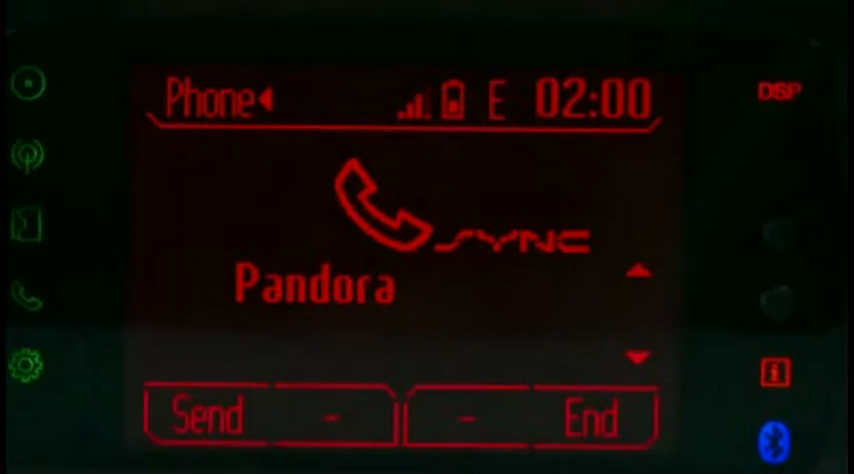 Phone E 02:00
DSP
SYNC
Pandora
Send - - End